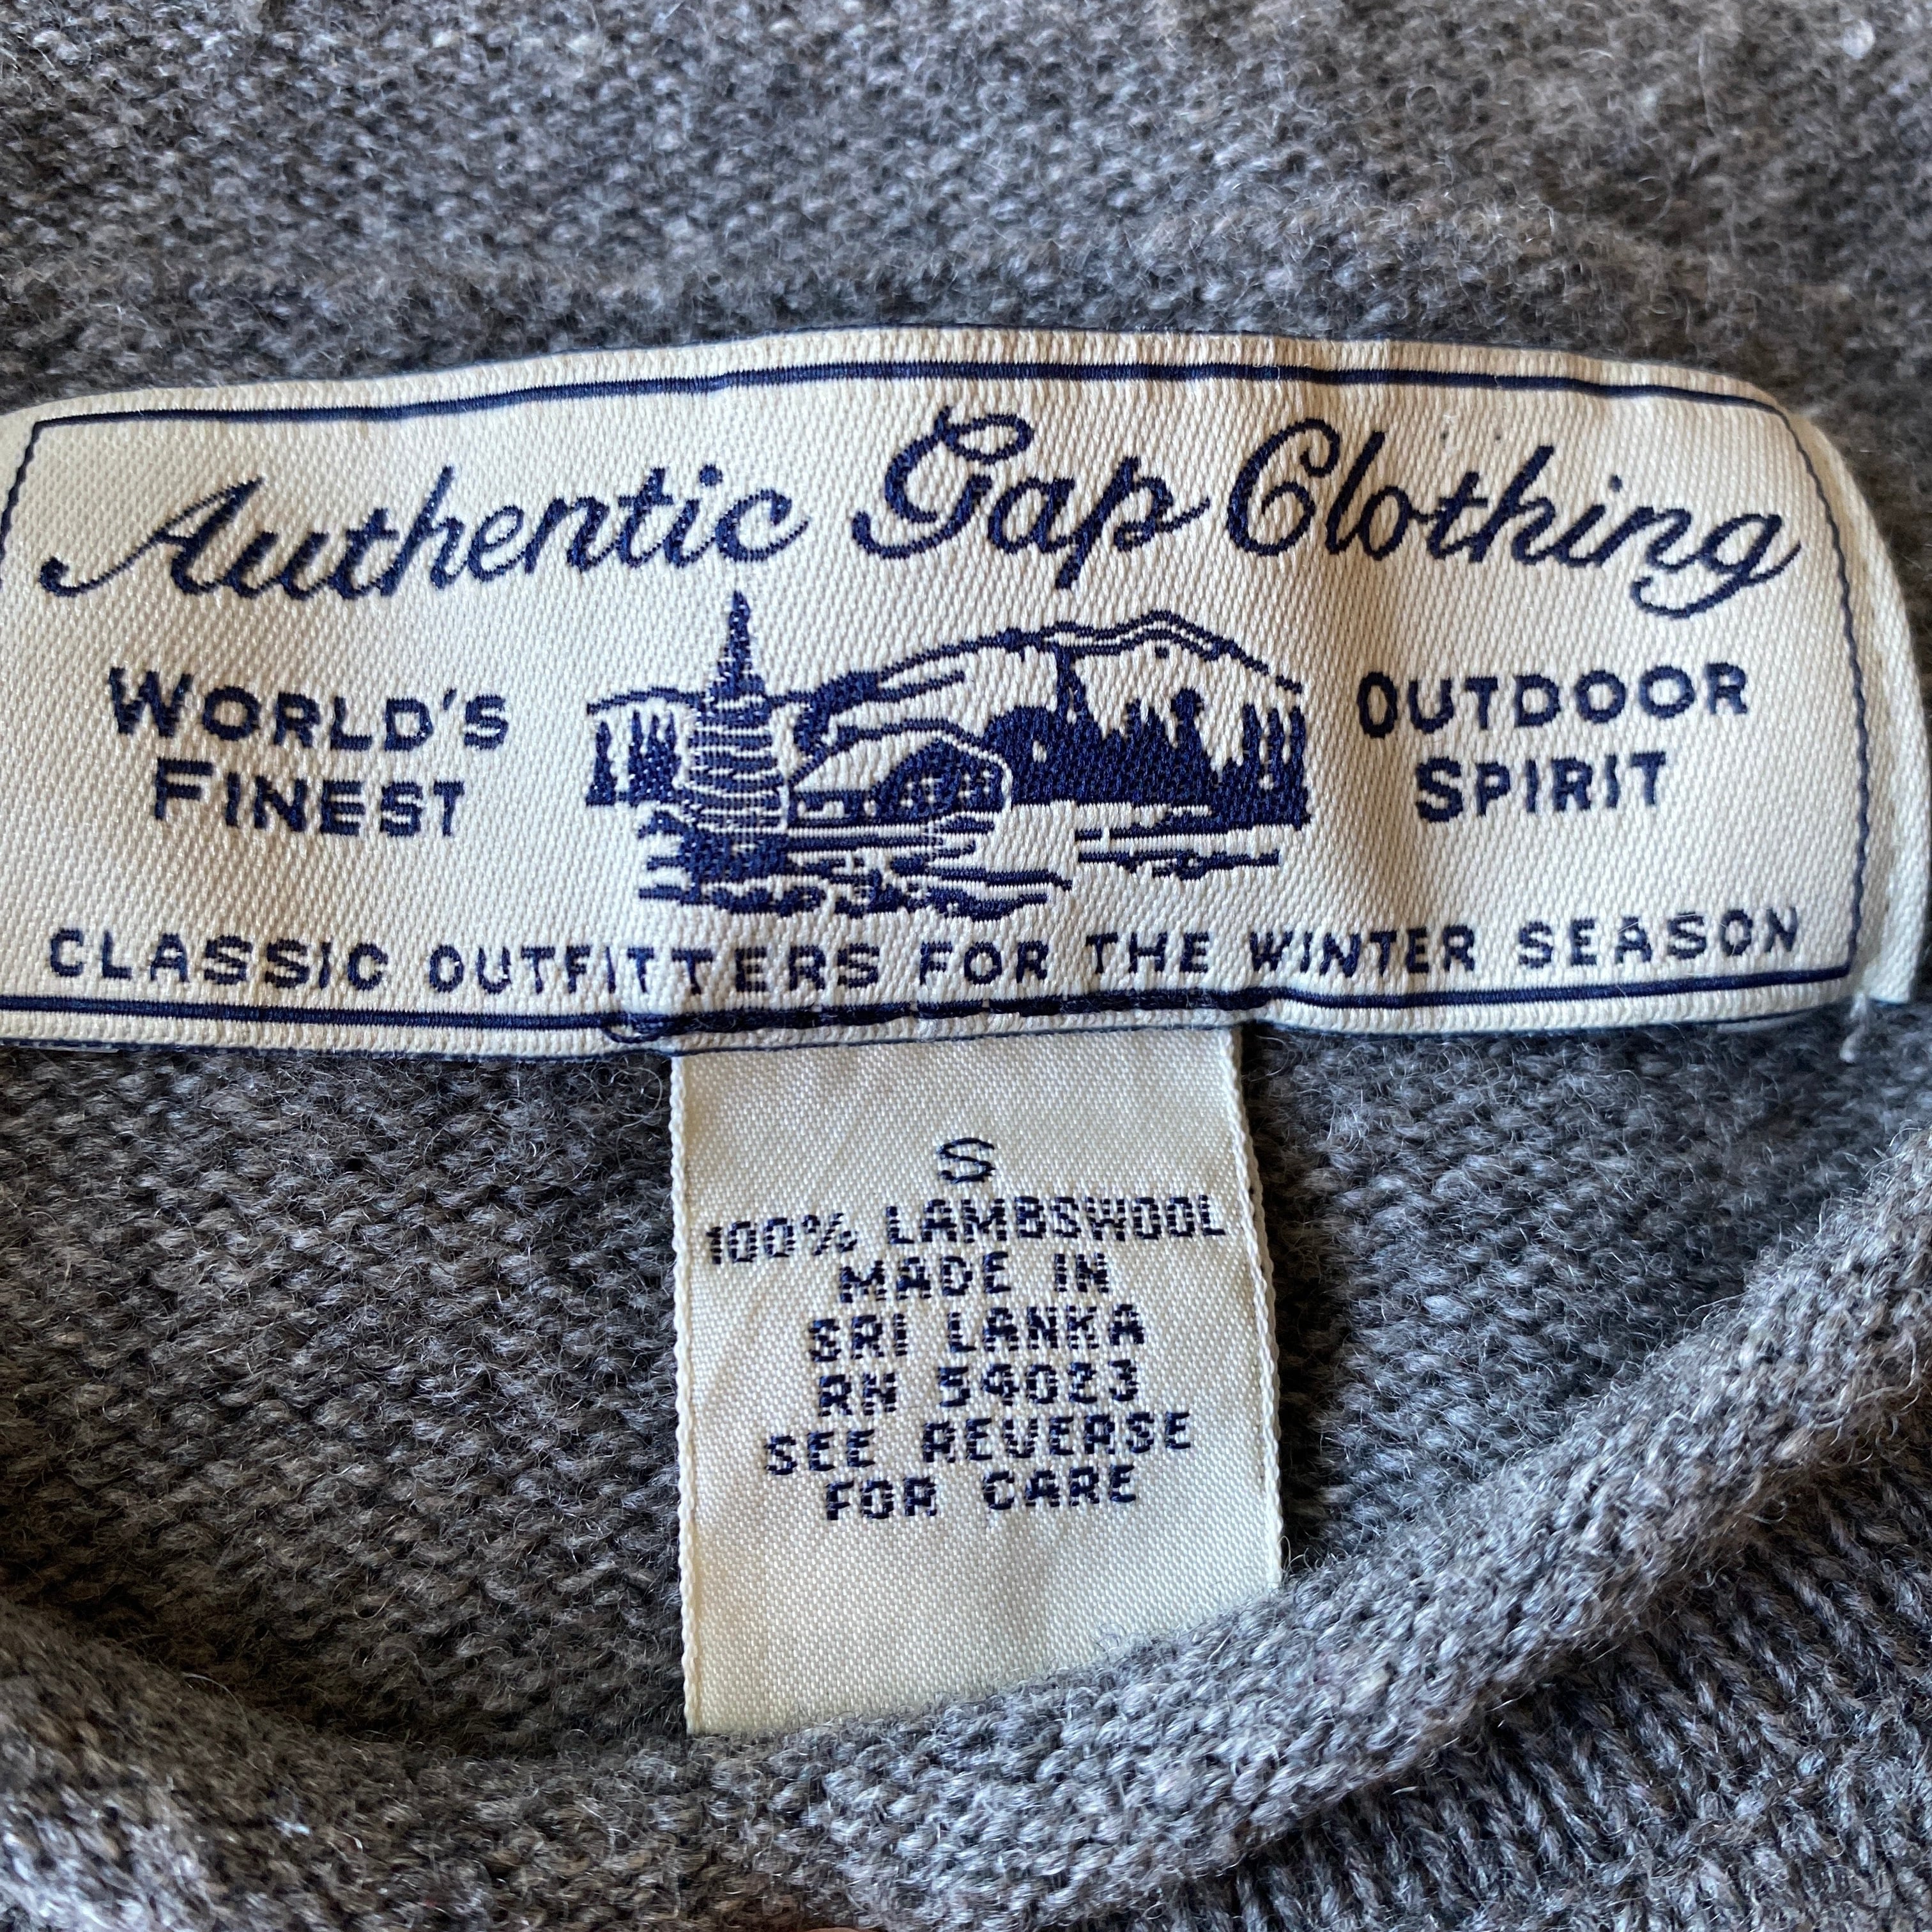 Authentic Gap Clothing
WORLD'S
FINEST
OUTDOOR
SPIRIT
CLASSIC OUTFITTERS FOR THE WINTER SEASON
S
100% LAMBSWOOL
MADE IN
SRI LANKA
RN 54023
SEE REVERSE
FOR CARE